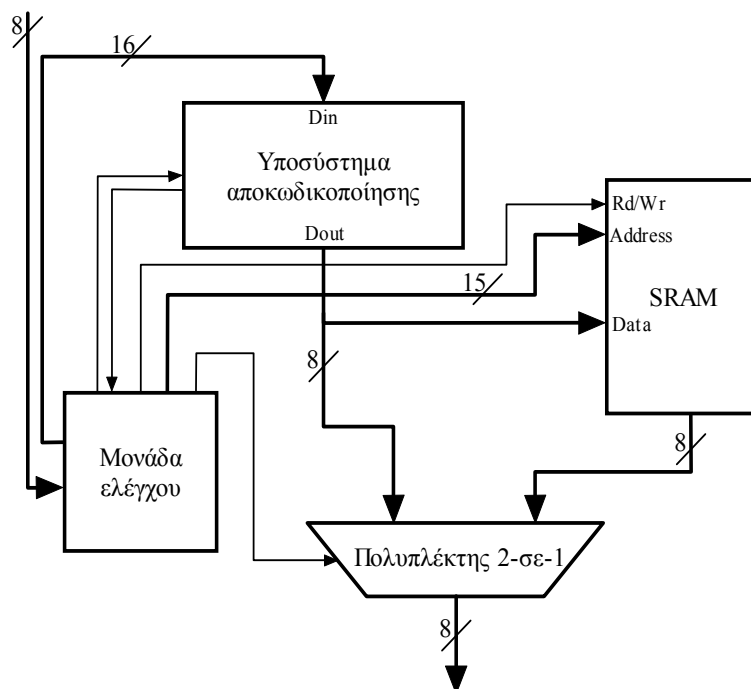 8
16
Din
Υποσύστημα
αποκωδικοποίησης
Dout
Rd/Wr
Address
15
SRAM
Data
8
8
Μονάδα
ελέγχου
Πολυπλέκτης 2-σε-1
8